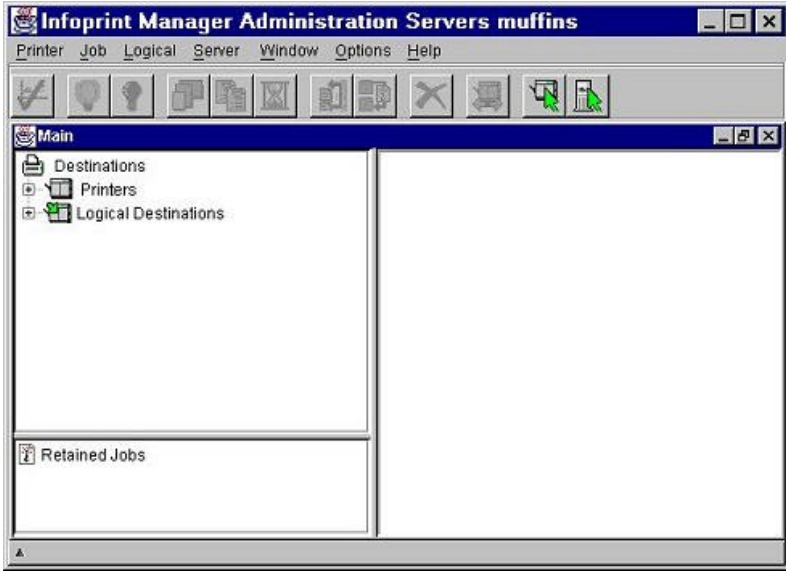 Infoprint Manager Administration Servers muffins
Printer Job Logical Server Window Options Help
Main
Destinations
Printers
Logical Destinations
Retained Jobs